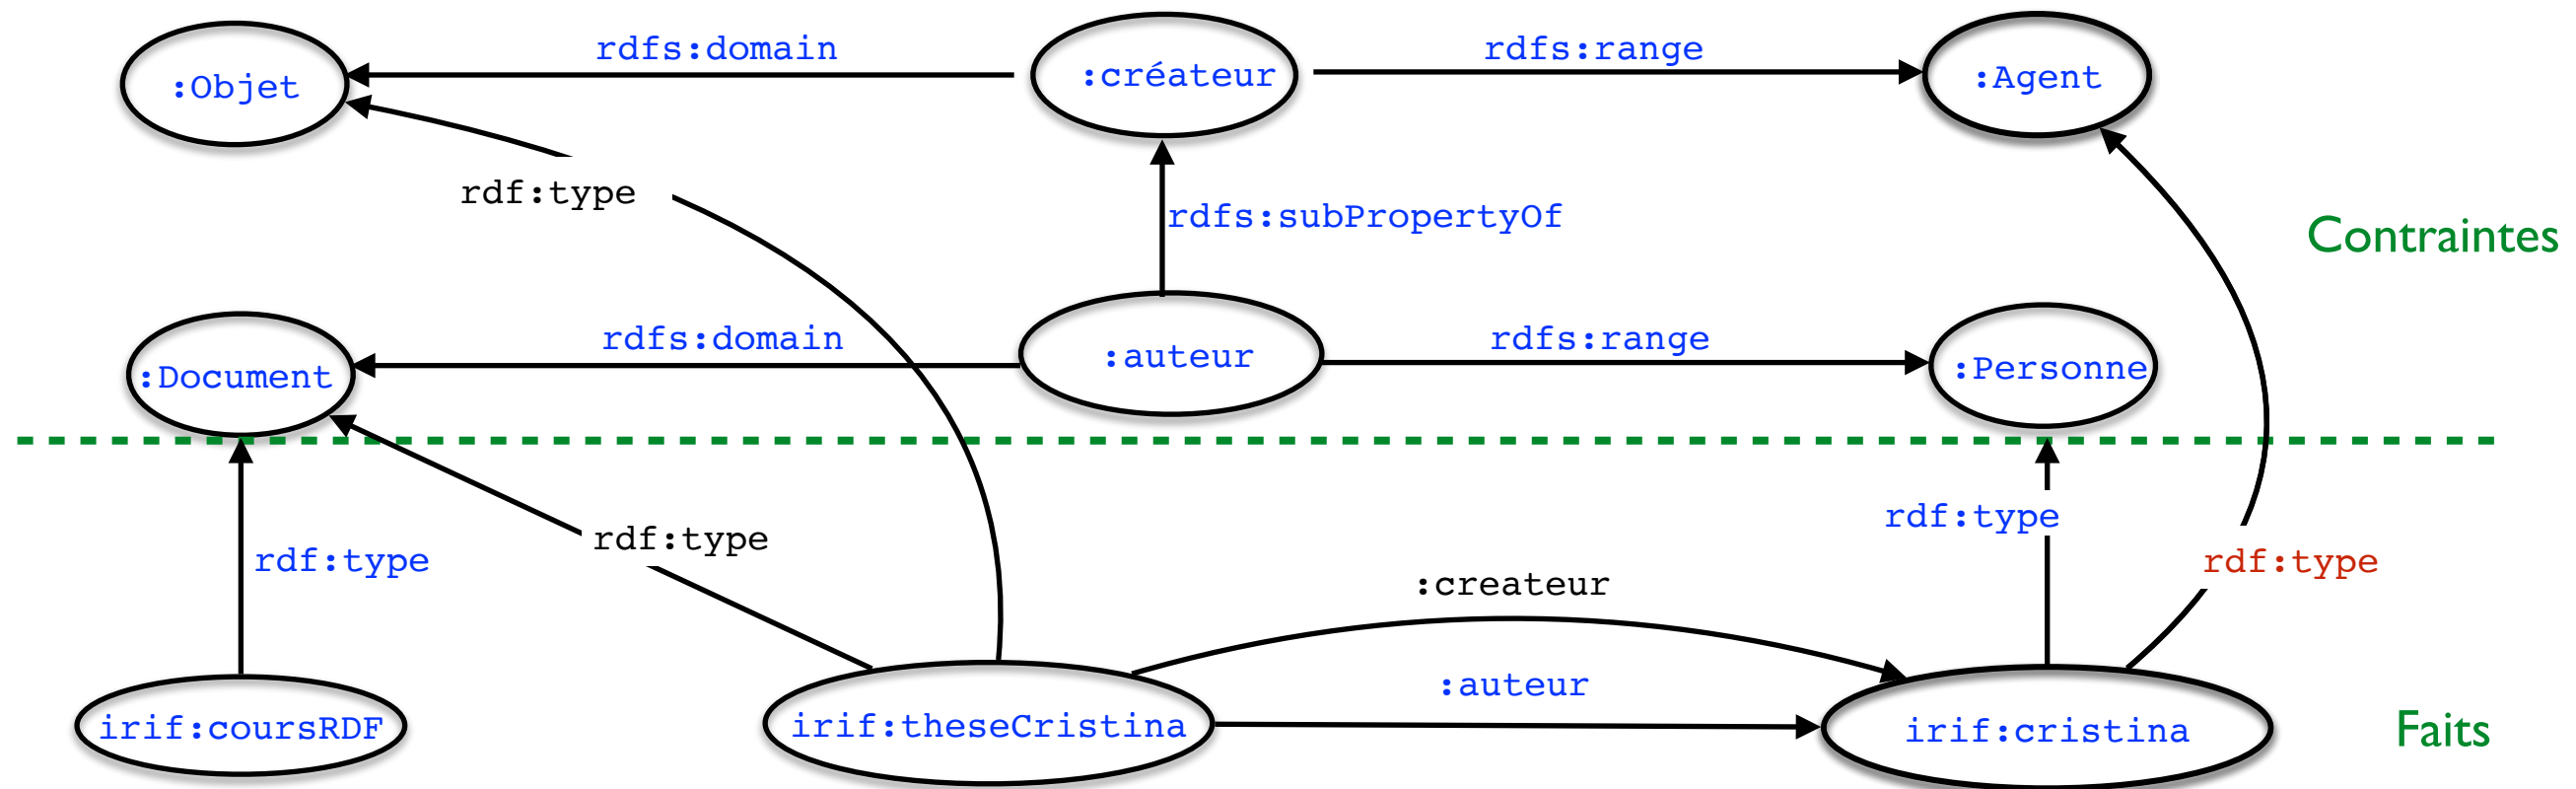 rdfs:domain
rdfs:range
:Objet
:créateur
:Agent
rdf:type
rdfs:subPropertyOf
Contraintes
rdfs:domain
rdfs:range
:Document
:auteur
:Personne
rdf:type
rdf:type
rdf:type
rdf:type
:createur
:auteur
irif:coursRDF
irif:theseCristina
irif:cristina
Faits